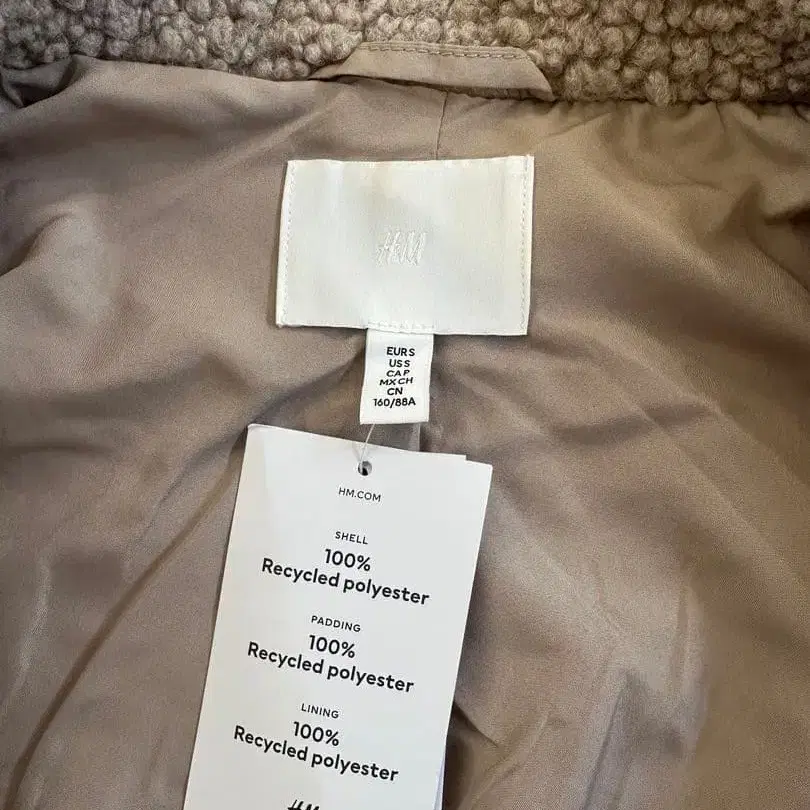 H&M
EUR S
US S
CA P
MX CH
CN
160/88A
HM.COM
SHELL
100%
Recycled polyester
PADDING
100%
Recycled polyester
LINING
100%
Recycled polyester
H&M